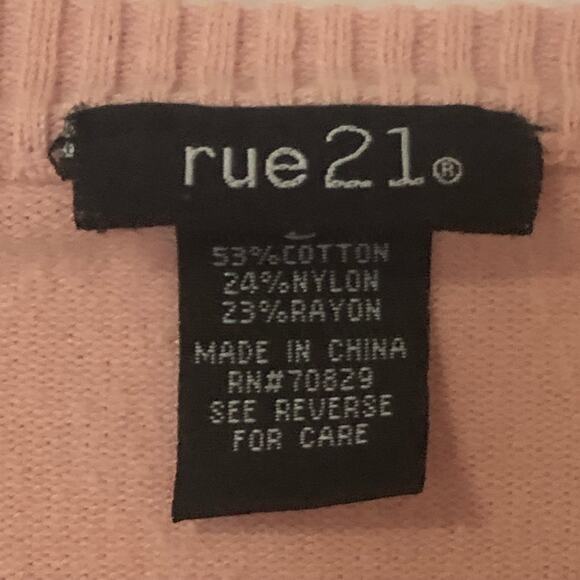 rue21®
53%COTTON
24%NYLON
23%RAYON
MADE IN CHINA
RN#70829
SEE REVERSE
FOR CARE